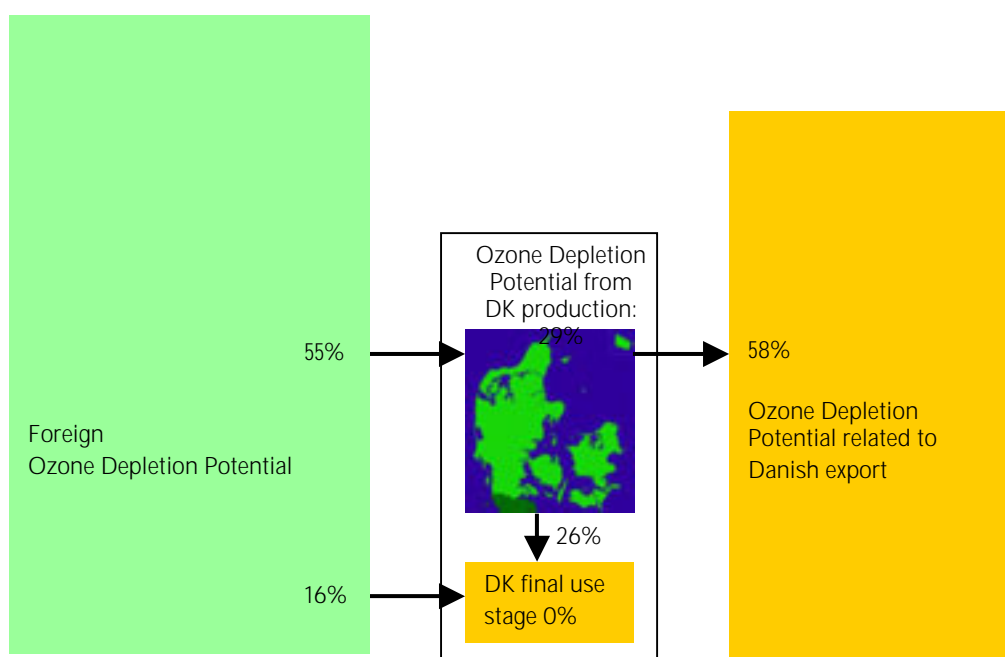 Ozone Depletion
Potential from
DK production:
29%
55%
58%
Foreign
Ozone Depletion Potential
Ozone Depletion
Potential related to
Danish export
26%
16%
DK final use
stage 0%